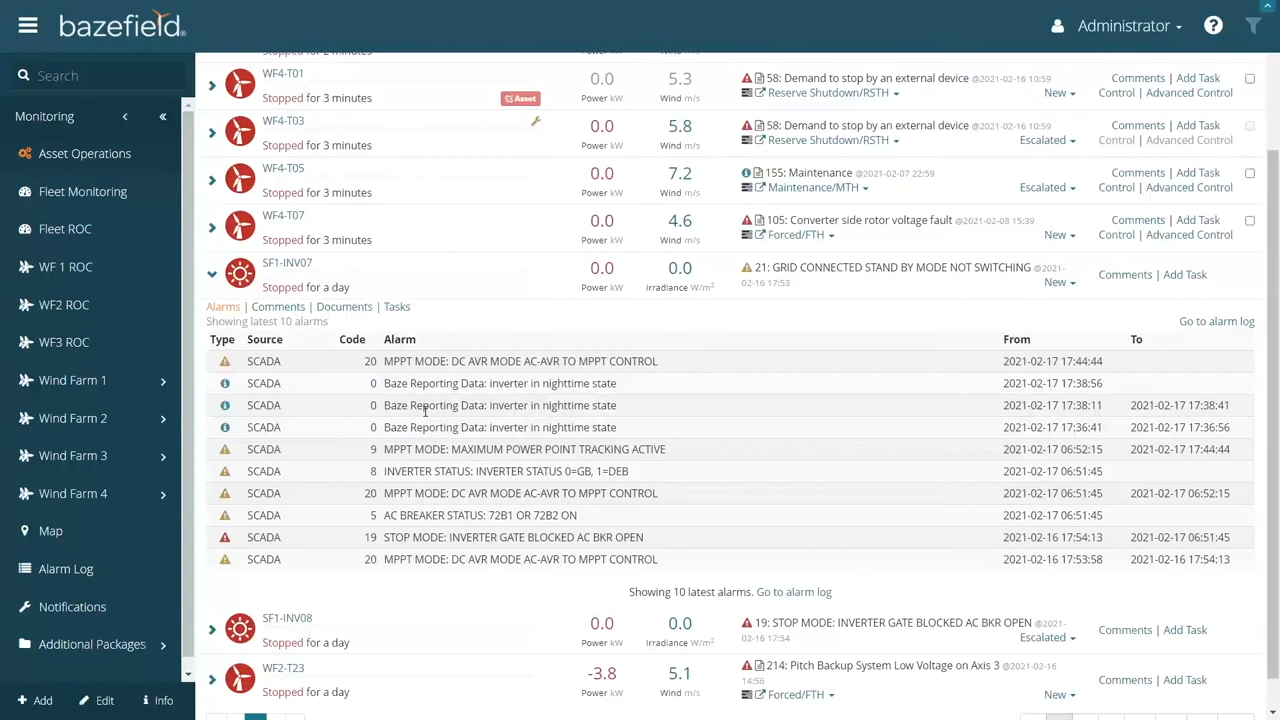 bazefield.
Administrator
?
Search
Monitoring
Asset Operations
Fleet Monitoring
Fleet ROC
WF 1 ROC
WF2 ROC
WF3 ROC
Wind Farm 1
Wind Farm 2
Wind Farm 3
Wind Farm 4
Map
Alarm Log
Notifications
Additional Packages
+ Add
Edit
Info
Stopped for 2 minutes
Power kW
Wind m/s
WF4-T01
Stopped for 3 minutes
Asset
0.0
Power kW
5.3
Wind m/s
58: Demand to stop by an external device @2021-02-16 10:59
Reserve Shutdown/RSTH
New
Comments | Add Task
Control | Advanced Control
WF4-T03
Stopped for 3 minutes
0.0
Power kW
5.8
Wind m/s
58: Demand to stop by an external device @2021-02-16 10:59
Reserve Shutdown/RSTH
Escalated
Comments | Add Task
Control | Advanced Control
WF4-T05
Stopped for 3 minutes
0.0
Power kW
7.2
Wind m/s
155: Maintenance @2021-02-07 22:59
Maintenance/MTH
Escalated
Comments | Add Task
Control | Advanced Control
WF4-T07
Stopped for 3 minutes
0.0
Power kW
4.6
Wind m/s
105: Converter side rotor voltage fault @2021-02-08 15:39
Forced/FTH
New
Comments | Add Task
Control | Advanced Control
SF1-INV07
Stopped for a day
0.0
Power kW
0.0
Irradiance W/m²
21: GRID CONNECTED STAND BY MODE NOT SWITCHING @2021-
02-16 17:53
New
Comments | Add Task
Alarms | Comments | Documents | Tasks
Showing latest 10 alarms
Go to alarm log
Type Source Code Alarm From To
SCADA 20 MPPT MODE: DC AVR MODE AC-AVR TO MPPT CONTROL 2021-02-17 17:44:44
SCADA 0 Baze Reporting Data: inverter in nighttime state 2021-02-17 17:38:56
SCADA 0 Baze Reporting Data: inverter in nighttime state 2021-02-17 17:38:11 2021-02-17 17:38:41
SCADA 0 Baze Reporting Data: inverter in nighttime state 2021-02-17 17:36:41 2021-02-17 17:36:56
SCADA 9 MPPT MODE: MAXIMUM POWER POINT TRACKING ACTIVE 2021-02-17 06:52:15 2021-02-17 17:44:44
SCADA 8 INVERTER STATUS: INVERTER STATUS 0=GB, 1=DEB 2021-02-17 06:51:45
SCADA 20 MPPT MODE: DC AVR MODE AC-AVR TO MPPT CONTROL 2021-02-17 06:51:45 2021-02-17 06:52:15
SCADA 5 AC BREAKER STATUS: 72B1 OR 72B2 ON 2021-02-17 06:51:45
SCADA 19 STOP MODE: INVERTER GATE BLOCKED AC BKR OPEN 2021-02-16 17:54:13 2021-02-17 06:51:45
SCADA 20 MPPT MODE: DC AVR MODE AC-AVR TO MPPT CONTROL 2021-02-16 17:53:58 2021-02-16 17:54:13
Showing 10 latest alarms. Go to alarm log
SF1-INV08
Stopped for a day
0.0
Power kW
0.0
Irradiance W/m²
19: STOP MODE: INVERTER GATE BLOCKED AC BKR OPEN @2021-
02-16 17:54
Escalated
Comments | Add Task
WF2-T23
Stopped for a day
-3.8
Power kW
5.1
Wind m/s
214: Pitch Backup System Low Voltage on Axis 3 @2021-02-16
14:56
Forced/FTH
New
Comments | Add Task